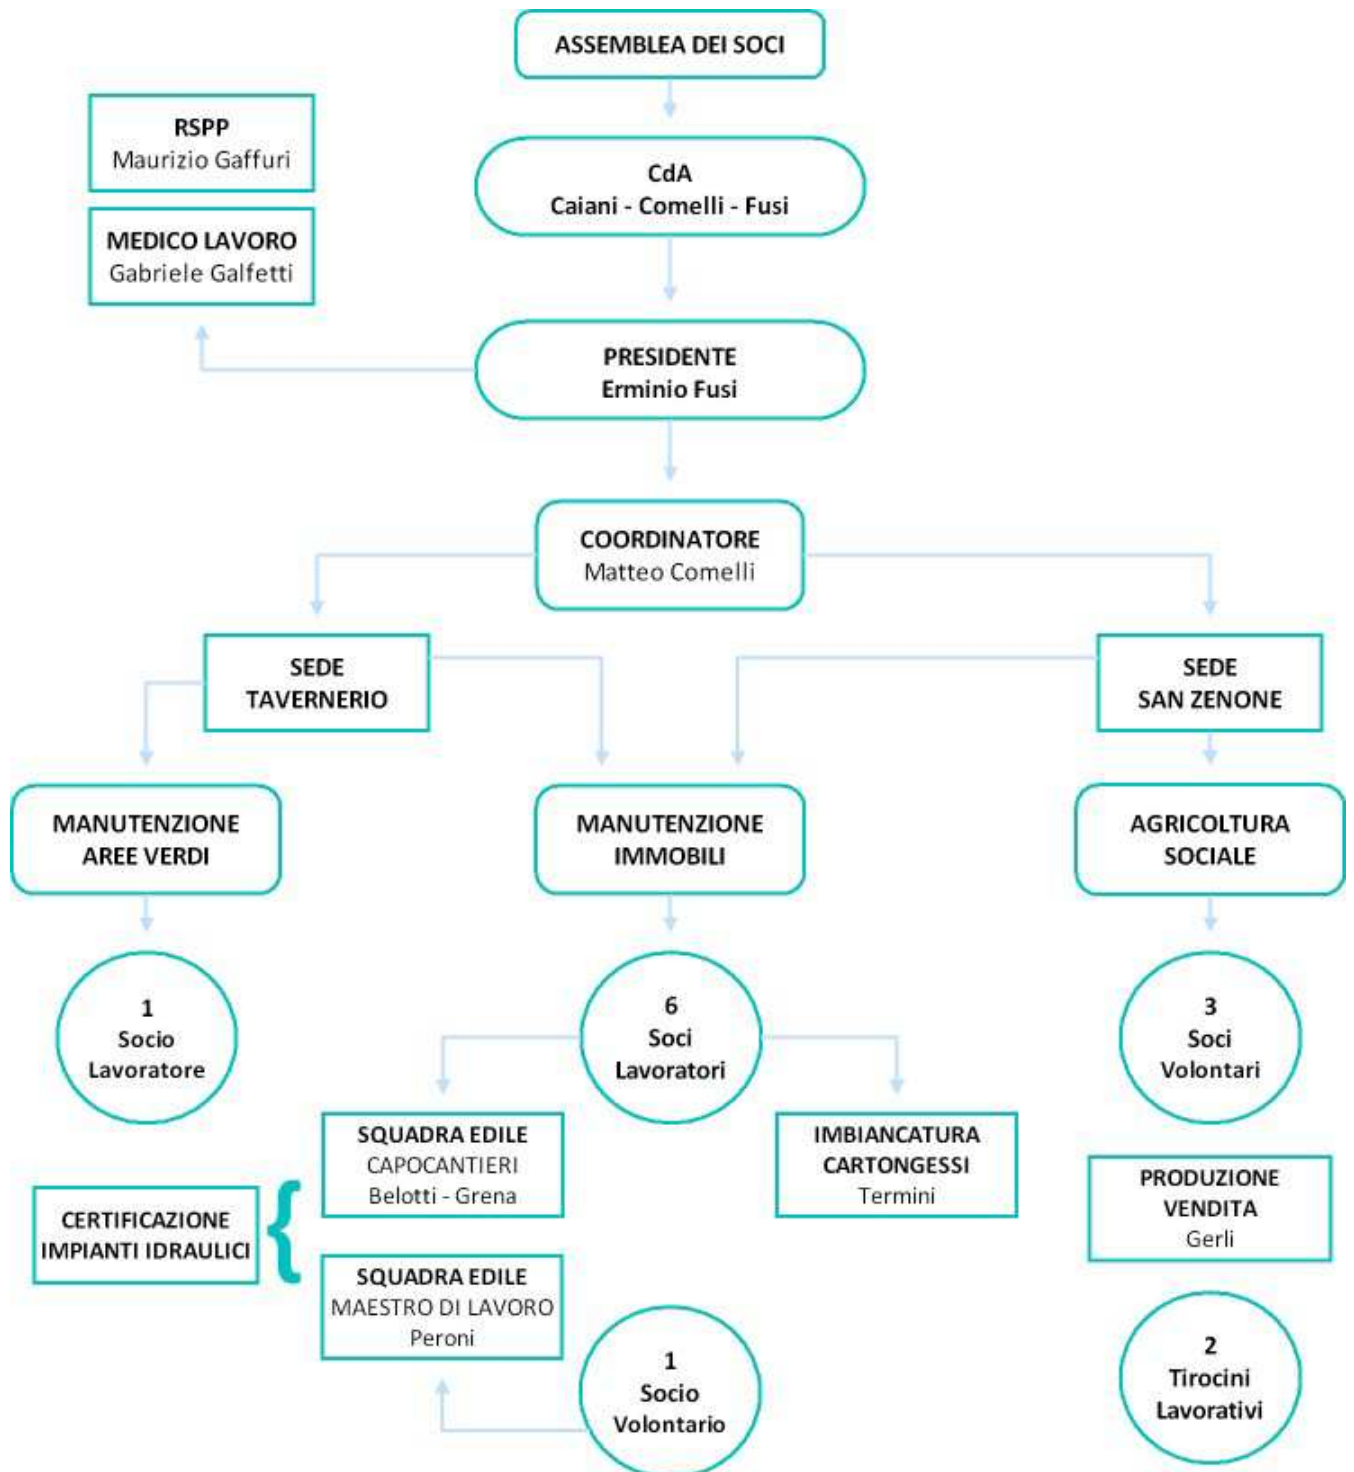 ASSEMBLEA DEI SOCI
RSPP
Maurizio Gaffuri
CdA
Caiani - Comelli - Fusi
MEDICO LAVORO
Gabriele Galfetti
PRESIDENTE
Erminio Fusi
COORDINATORE
Matteo Comelli
SEDE
TAVERNERIO
SEDE
SAN ZENONE
MANUTENZIONE
AREE VERDI
MANUTENZIONE
IMMOBILI
AGRICOLTURA
SOCIALE
1
Socio
Lavoratore
6
Soci
Lavoratori
3
Soci
Volontari
SQUADRA EDILE
CAPOCANTIERI
Belotti - Grena
IMBIANCATURA
CARTONGESSI
Termini
PRODUZIONE
VENDITA
Gerli
CERTIFICAZIONE
IMPIANTI IDRAULICI
{
SQUADRA EDILE
MAESTRO DI LAVORO
Peroni
1
Socio
Volontario
2
Tirocini
Lavorativi